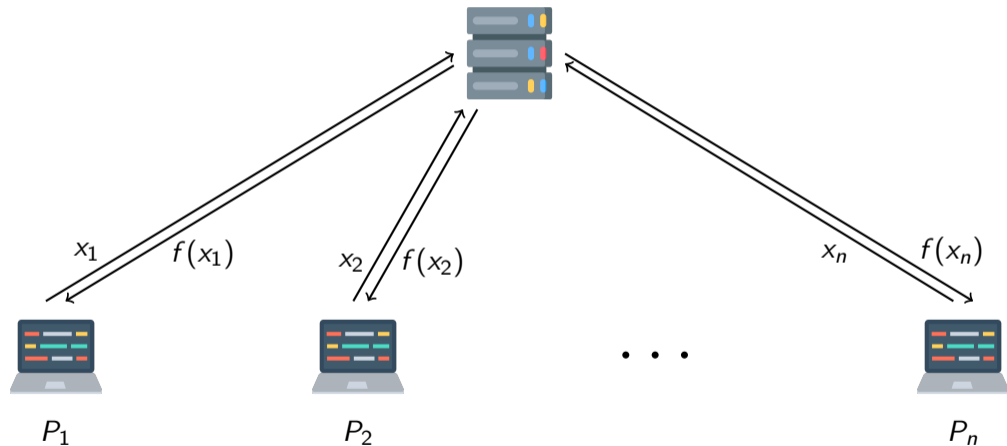 x₁ f(x₁) x₂ f(x₂) xₙ f(xₙ)
. . .
P₁ P₂ Pₙ